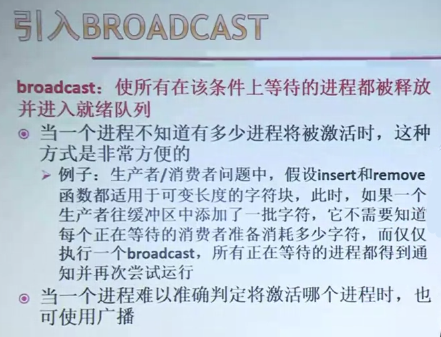 引入BROADCAST
broadcast：使所有在该条件上等待的进程都被释放
并进入就绪队列
当一个进程不知道有多少进程将被激活时，这种
方式是非常方便的
例子：生产者/消费者问题中，假设insert和remove
函数都适用于可变长度的字符块，此时，如果一个
生产者往缓冲区中添加了一批字符，它不需要知道
每个正在等待的消费者准备消耗多少字符，而仅仅
执行一个broadcast，所有正在等待的进程都得到通
知并再次尝试运行
当一个进程难以准确判定将激活哪个进程时，也
可使用广播